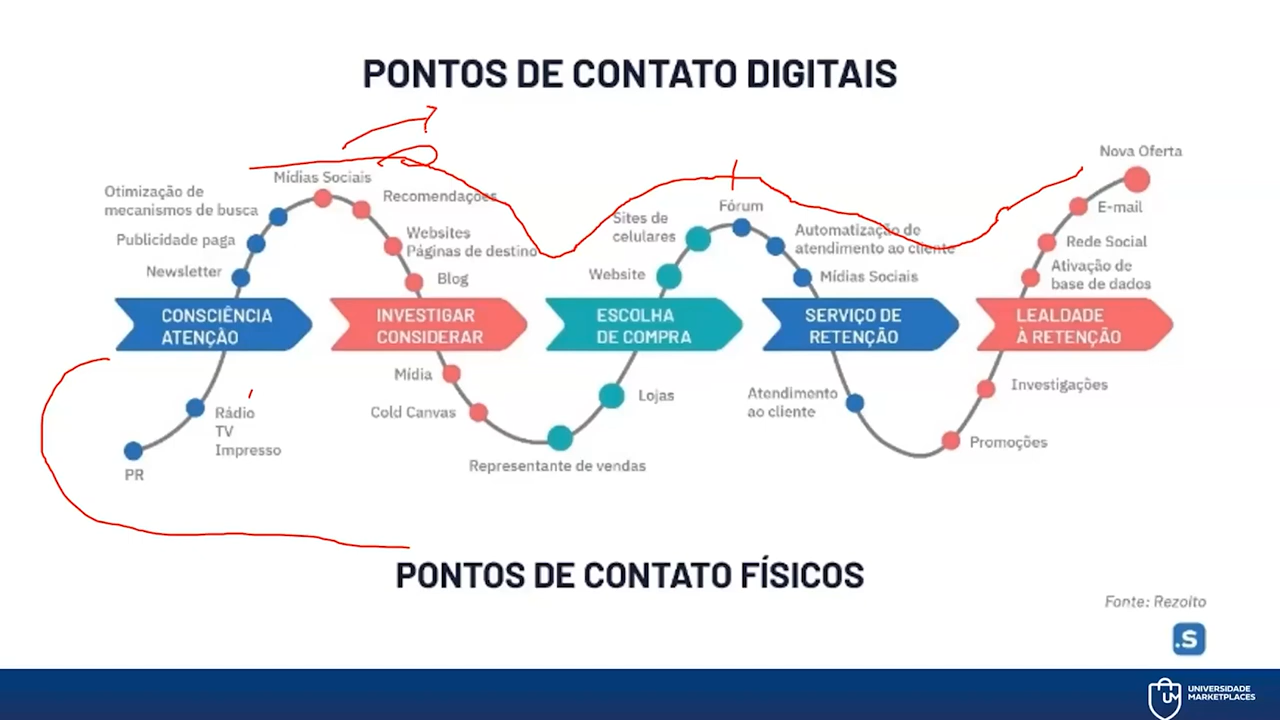 PONTOS DE CONTATO DIGITAIS
Nova Oferta
Mídias Sociais
Otimização de
mecanismos de busca
Recomendações
Sites de
celulares
Fórum
E-mail
Publicidade paga
Websites
Páginas de destino
Automatização de
atendimento ao cliente
Rede Social
Newsletter
Blog
Website
Mídias Sociais
Ativação de
base de dados
CONSCIÊNCIA
ATENÇÃO
INVESTIGAR
CONSIDERAR
ESCOLHA
DE COMPRA
SERVIÇO DE
RETENÇÃO
LEALDADE
À RETENÇÃO
Mídia
Cold Canvas
Lojas
Atendimento
ao cliente
Investigações
Rádio
TV
Impresso
Promoções
PR
Representante de vendas
PONTOS DE CONTATO FÍSICOS
Fonte: Rezolto
.S
UM
UNIVERSIDADE
MARKETPLACES